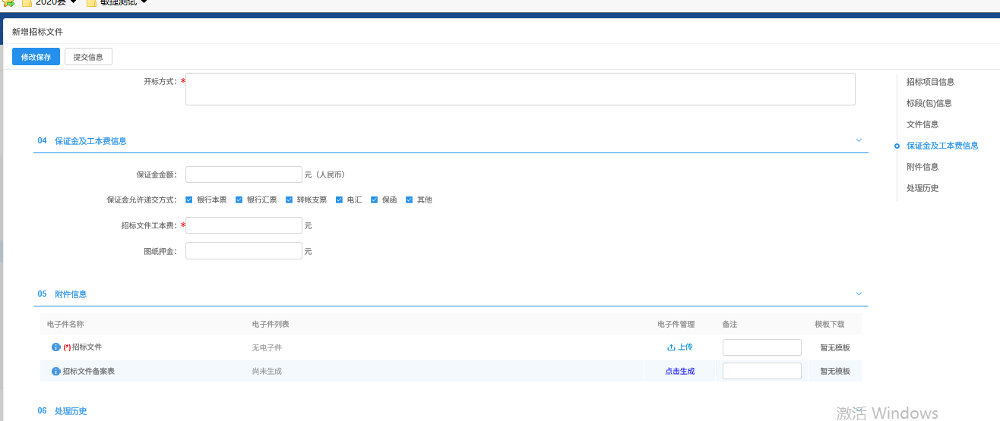 2020套 敏捷测试
新增招标文件
修改保存 提交信息
开标方式：*
招标项目信息
标段(包)信息
文件信息
保证金及工本费信息
附件信息
处理历史
04 保证金及工本费信息
保证金金额： 元（人民币）
保证金允许递交方式： 银行本票 银行汇票 转帐支票 电汇 保函 其他
招标文件工本费：* 元
图纸押金： 元
05 附件信息
电子件名称 电子件列表 电子件管理 备注 模板下载
(*)招标文件 无电子件 上传 暂无模板
招标文件备案表 尚未生成 点击生成 暂无模板
06 处理历史
激活 Windows